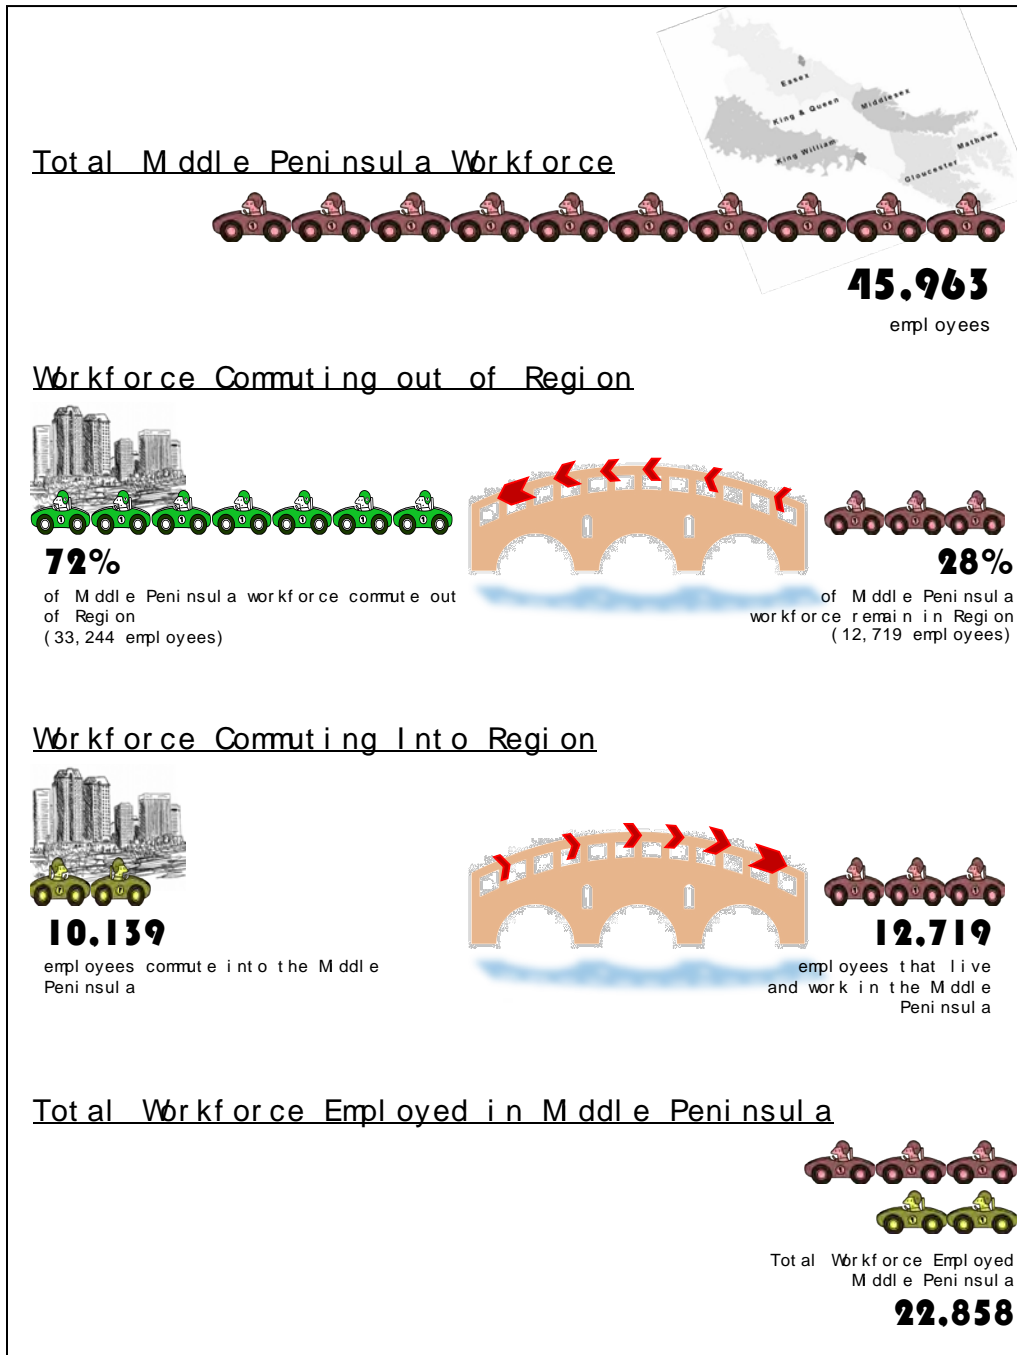 Essex
King & Queen
Middlesex
King William
Mathews
Gloucester
Total Middle Peninsula Workforce
45,963
employees
Workforce Commuting out of Region
72%
of Middle Peninsula workforce commute out
of Region
(33,244 employees)
28%
of Middle Peninsula
workforce remain in Region
(12,719 employees)
Workforce Commuting Into Region
10,139
employees commute into the Middle
Peninsula
12,719
employees that live
and work in the Middle
Peninsula
Total Workforce Employed in Middle Peninsula
Total Workforce Employed
Middle Peninsula
22,858